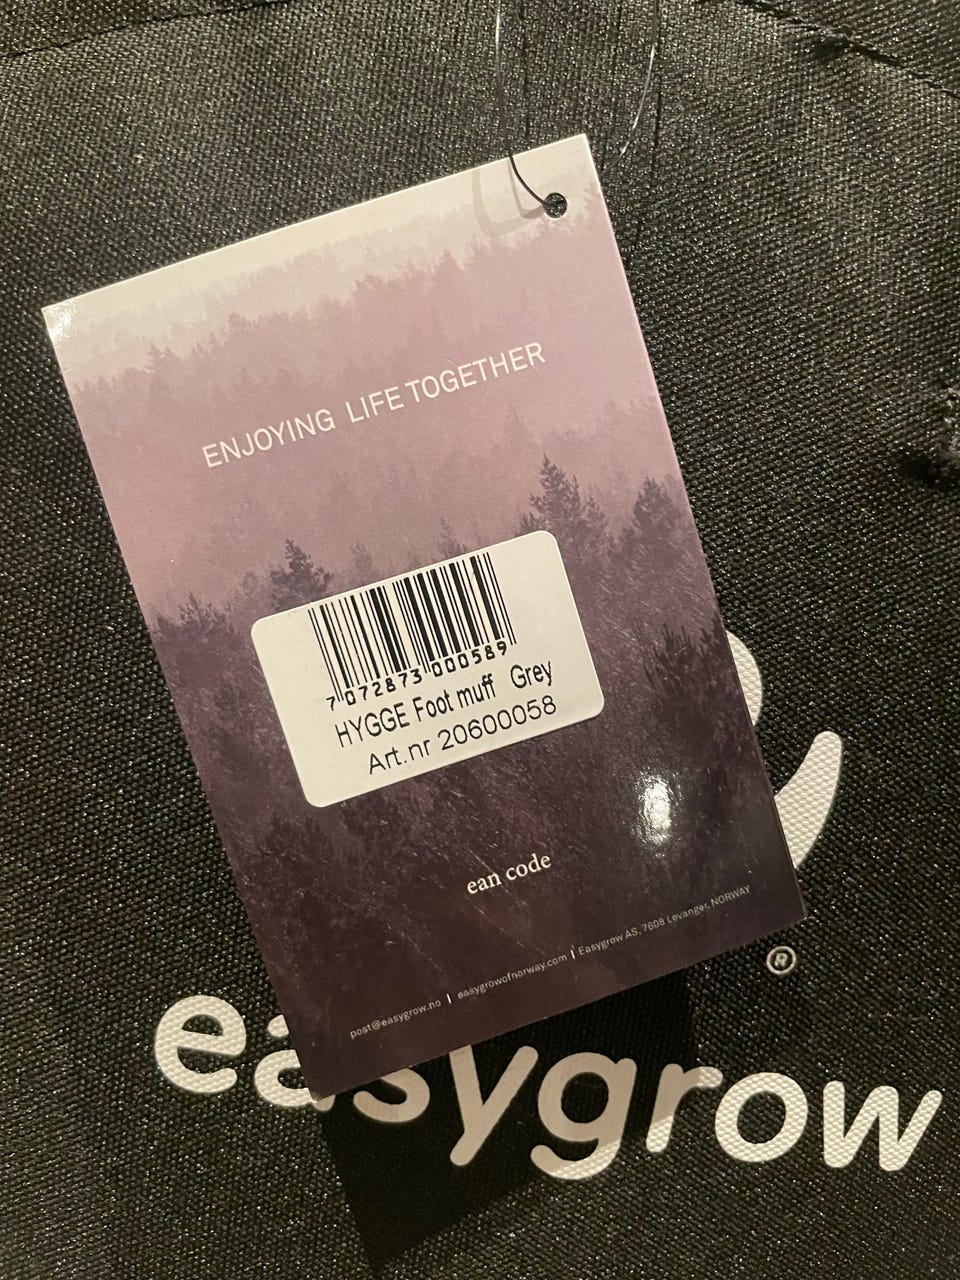 ENJOYING LIFE TOGETHER
7 072873 000589
HYGGE Foot muff Grey
Art.nr 20600058
ean code
post@easygrow.no | easygrowofnorway.com | Easygrow AS, 7608 Levanger, NORWAY
®
easygrow